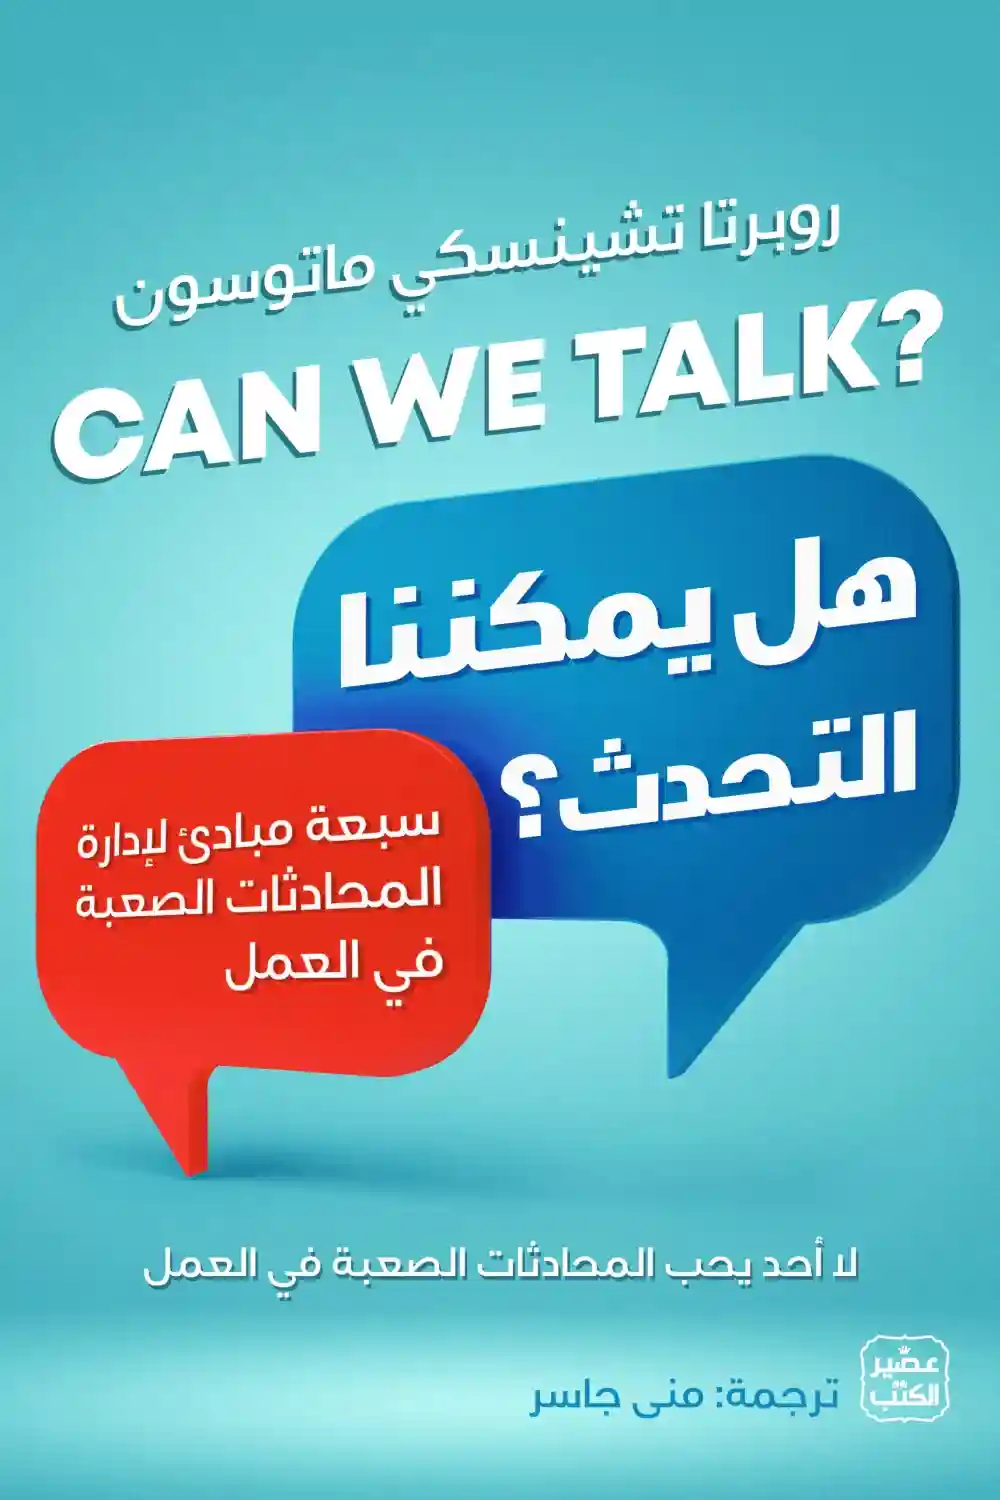 روبرتا تشينسكي ماتوسون
CAN WE TALK?
هل يمكننا
التحدث؟
سبعة مبادئ لإدارة
المحادثات الصعبة
في العمل
لا أحد يحب المحادثات الصعبة في العمل
عصير
الكتب
ترجمة: منى جاسر